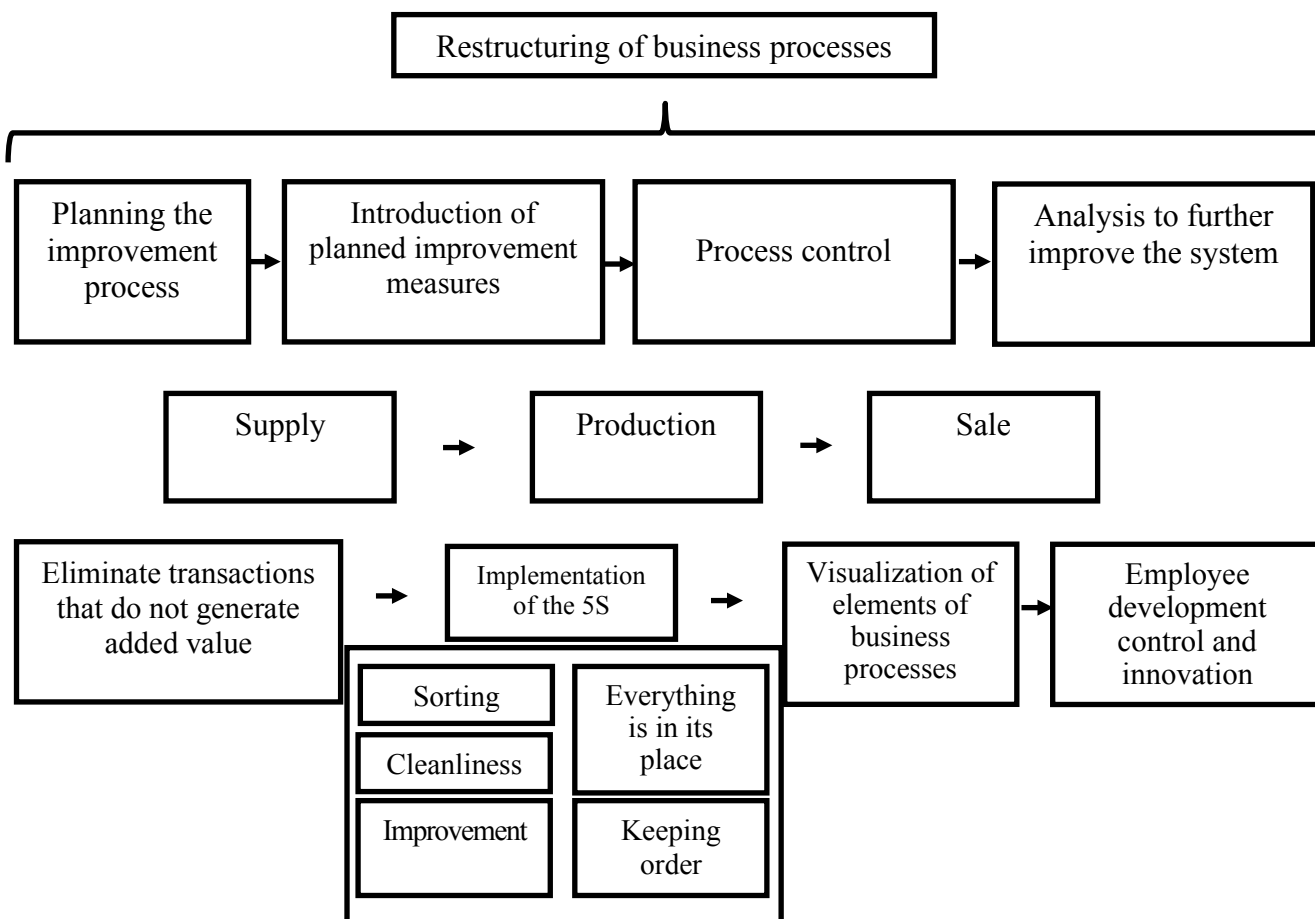 Restructuring of business processes
Planning the
improvement
process
Introduction of
planned improvement
measures
Process control
Analysis to further
improve the system
Supply
Production
Sale
Eliminate transactions
that do not generate
added value
Implementation
of the 5S
Visualization of
elements of
business
processes
Employee
development
control and
innovation
Sorting
Everything
is in its
place
Cleanliness
Improvement
Keeping
order